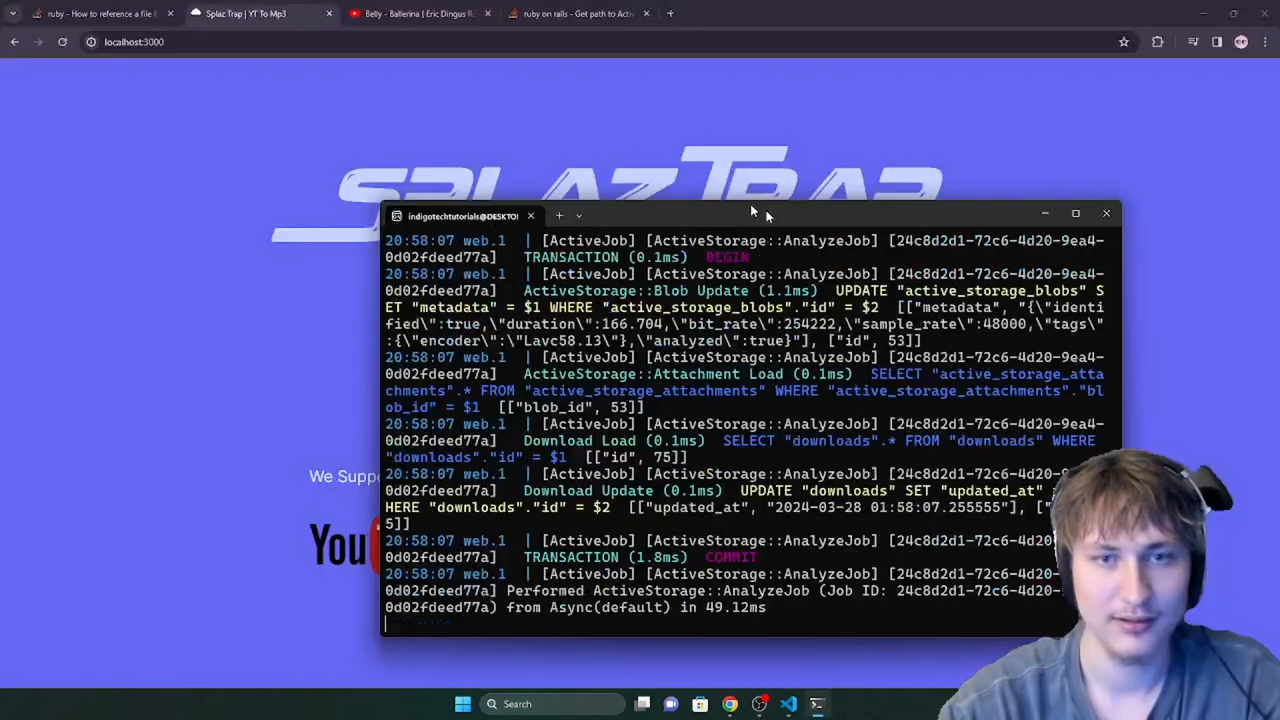 ruby - How to reference a file i
Splaz Trap | YT To Mp3
Belly - Ballerina ( Eric Dingus R
ruby on rails - Get path to Activ
localhost:3000
SPLAZ TRAP
indigotechtutorials@DESKTO
20:58:07 web.1 | [ActiveJob] [ActiveStorage::AnalyzeJob] [24c8d2d1-72c6-4d20-9ea4-
0d02fdeed77a] TRANSACTION (0.1ms) BEGIN
20:58:07 web.1 | [ActiveJob] [ActiveStorage::AnalyzeJob] [24c8d2d1-72c6-4d20-9ea4-
0d02fdeed77a] ActiveStorage::Blob Update (1.1ms) UPDATE "active_storage_blobs" S
ET "metadata" = $1 WHERE "active_storage_blobs"."id" = $2 [["metadata", "{\"identi
fied\":true,\"duration\":166.704,\"bit_rate\":254222,\"sample_rate\":48000,\"tags\"
:{\"encoder\":\"Lavc58.13\"},\"analyzed\":true}"], ["id", 53]]
20:58:07 web.1 | [ActiveJob] [ActiveStorage::AnalyzeJob] [24c8d2d1-72c6-4d20-9ea4-
0d02fdeed77a] ActiveStorage::Attachment Load (0.1ms) SELECT "active_storage_atta
chments".* FROM "active_storage_attachments" WHERE "active_storage_attachments"."bl
ob_id" = $1 [["blob_id", 53]]
20:58:07 web.1 | [ActiveJob] [ActiveStorage::AnalyzeJob] [24c8d2d1-72c6-4d20-9ea4-
0d02fdeed77a] Download Load (0.1ms) SELECT "downloads".* FROM "downloads" WHERE
"downloads"."id" = $1 [["id", 75]]
20:58:07 web.1 | [ActiveJob] [ActiveStorage::AnalyzeJob] [24c8d2d1-72c6-4d20-9ea4-
0d02fdeed77a] Download Update (0.1ms) UPDATE "downloads" SET "updated_at"
HERE "downloads"."id" = $2 [["updated_at", "2024-03-28 01:58:07.255555"], ["
5]]
20:58:07 web.1 | [ActiveJob] [ActiveStorage::AnalyzeJob] [24c8d2d1-72c6-4d20-
0d02fdeed77a] TRANSACTION (1.8ms) COMMIT
20:58:07 web.1 | [ActiveJob] [ActiveStorage::AnalyzeJob] [24c8d2d1-72c6-4d20-
0d02fdeed77a] Performed ActiveStorage::AnalyzeJob (Job ID: 24c8d2d1-72c6-4d20-
0d02fdeed77a) from Async(default) in 49.12ms
We Supp
You
Search